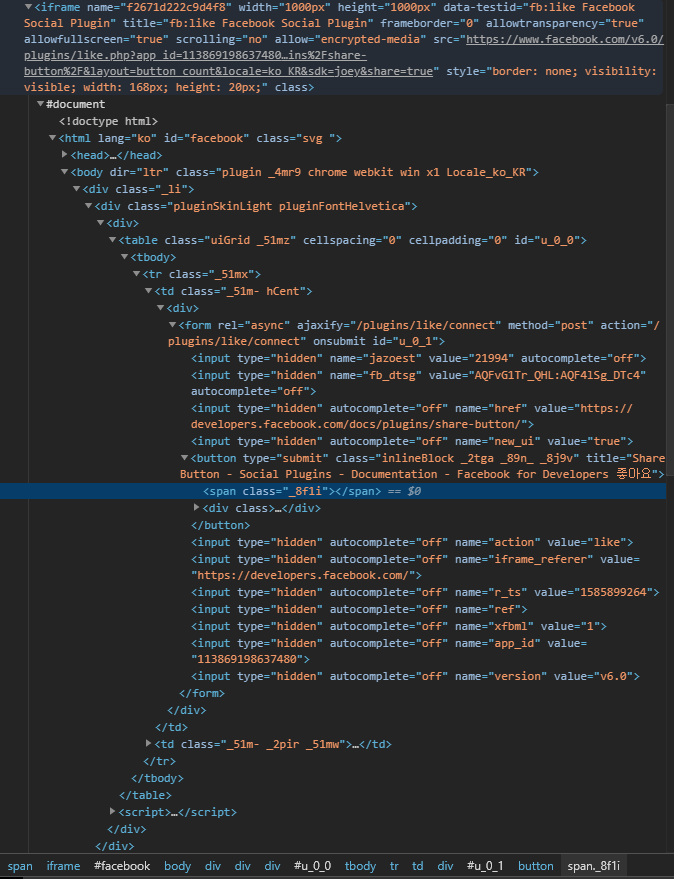 ▼<iframe name="f2671d222c9d4f8" width="1000px" height="1000px" data-testid="fb:like Facebook
Social Plugin" title="fb:like Facebook Social Plugin" frameborder="0" allowtransparency="true"
allowfullscreen="true" scrolling="no" allow="encrypted-media" src="https://www.facebook.com/v6.0/
plugins/like.php?app_id=113869198637480…ins%2Fshare-
button%2F&layout=button_count&locale=ko_KR&sdk=joey&share=true" style="border: none; visibility:
visible; width: 168px; height: 20px;" class>
▼#document
<!doctype html>
▼<html lang="ko" id="facebook" class="svg ">
▶<head>…</head>
▼<body dir="ltr" class="plugin _4mr9 chrome webkit win x1 Locale_ko_KR">
▼<div class="_li">
▼<div class="pluginSkinLight pluginFontHelvetica">
▼<div>
▼<table class="uiGrid _51mz" cellspacing="0" cellpadding="0" id="u_0_0">
▼<tbody>
▼<tr class="_51mx">
▼<td class="_51m- hCent">
▼<div>
▼<form rel="async" ajaxify="/plugins/like/connect" method="post" action="/
plugins/like/connect" onsubmit id="u_0_1">
<input type="hidden" name="jazoest" value="21994" autocomplete="off">
<input type="hidden" name="fb_dtsg" value="AQFvG1Tr_QHL:AQF4lSg_DTc4"
autocomplete="off">
<input type="hidden" autocomplete="off" name="href" value="https://
developers.facebook.com/docs/plugins/share-button/">
<input type="hidden" autocomplete="off" name="new_ui" value="true">
▼<button type="submit" class="inlineBlock _2tga _89n_ _8j9v" title="Share
Button - Social Plugins - Documentation - Facebook for Developers 좋아요">
<span class="_8f1i"></span> == $0
▶<div class>…</div>
</button>
<input type="hidden" autocomplete="off" name="action" value="like">
<input type="hidden" autocomplete="off" name="iframe_referer" value=
"https://developers.facebook.com/">
<input type="hidden" autocomplete="off" name="r_ts" value="1585899264">
<input type="hidden" autocomplete="off" name="ref">
<input type="hidden" autocomplete="off" name="xfbml" value="1">
<input type="hidden" autocomplete="off" name="app_id" value=
"113869198637480">
<input type="hidden" autocomplete="off" name="version" value="v6.0">
</form>
</div>
</td>
▶<td class="_51m- _2pir _51mw">…</td>
</tr>
</tbody>
</table>
▶<script>…</script>
</div>
</div>
span iframe #facebook body div div div #u_0_0 tbody tr td div #u_0_1 button span._8f1i